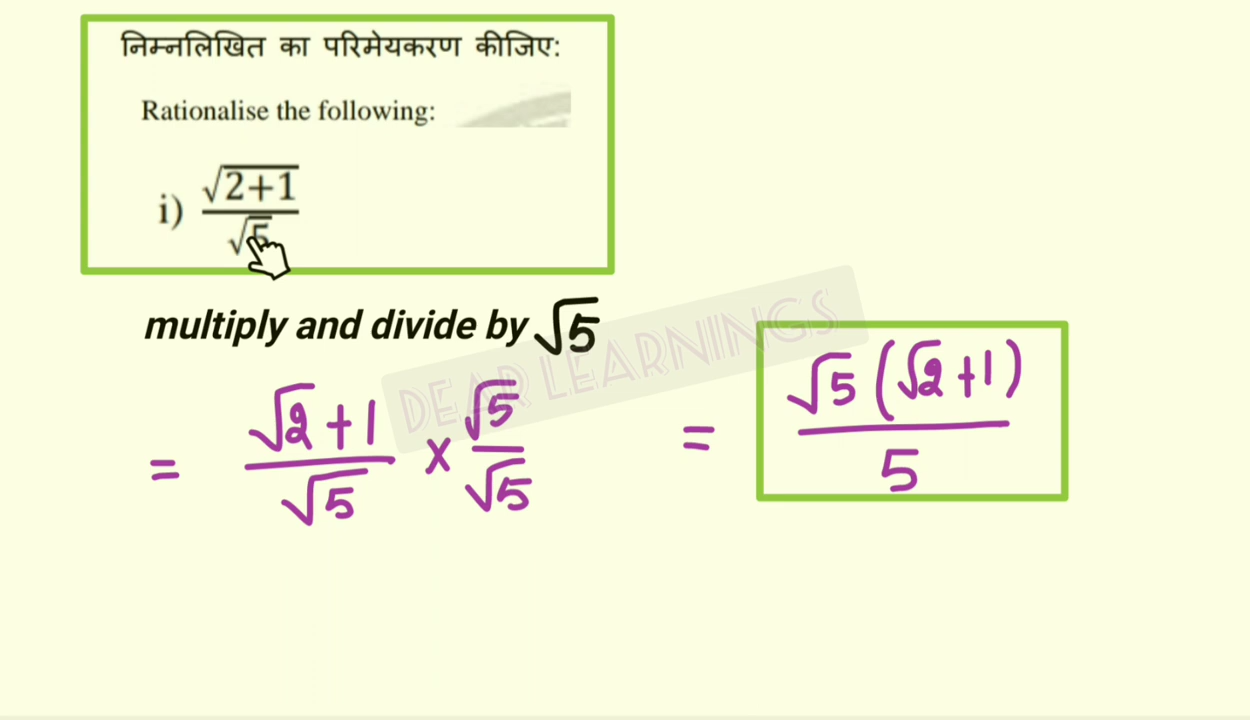 निम्नलिखित का परिमेयकरण कीजिए:
Rationalise the following:
i) √(2+1)/√5
multiply and divide by √5
= (√2+1)/√5 × √5/√5 = √5(√2+1)/5
DEAR LEARNINGS